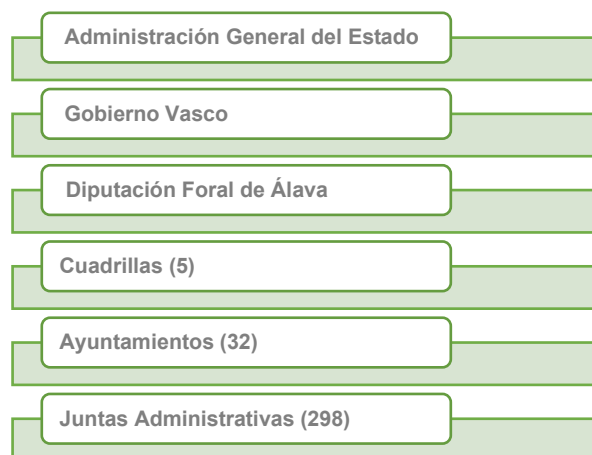 Administración General del Estado
Gobierno Vasco
Diputación Foral de Álava
Cuadrillas (5)
Ayuntamientos (32)
Juntas Administrativas (298)